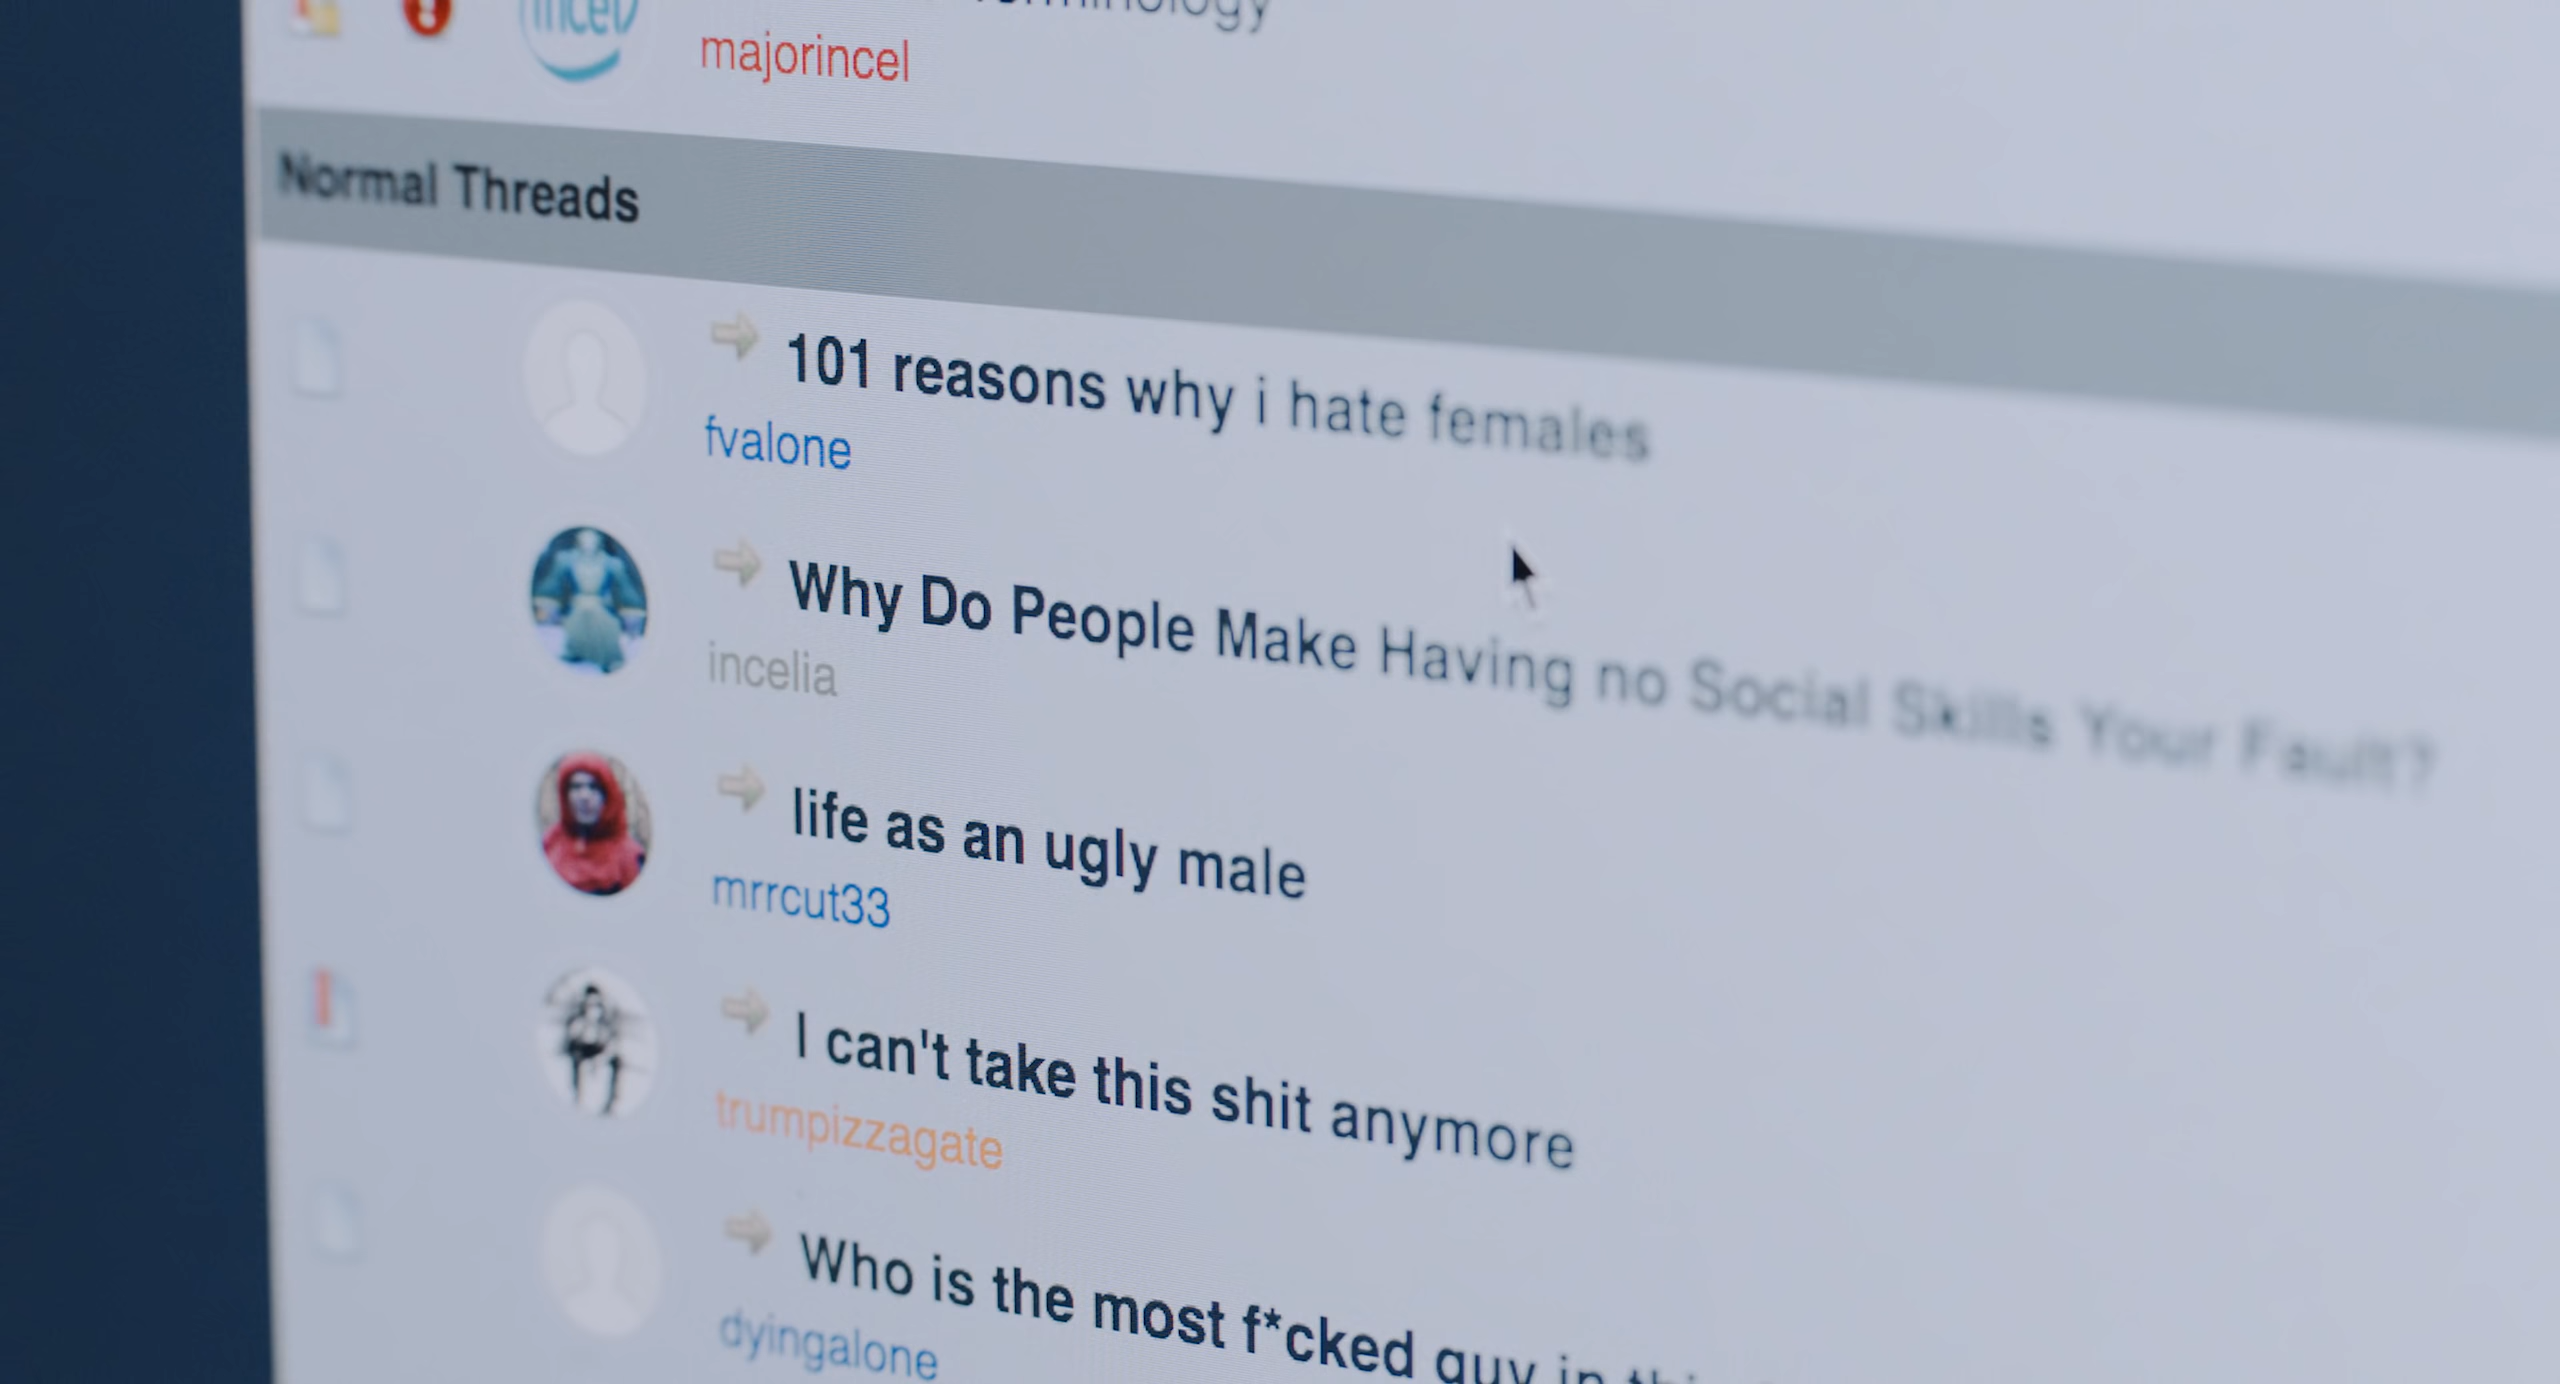 incel
majorincel
Normal Threads
101 reasons why i hate females
fvalone
Why Do People Make Having no Social Skills Your Fault?
incelia
life as an ugly male
mrrcut33
I can't take this shit anymore
trumpizzagate
Who is the most f*cked guy in
dyingalone